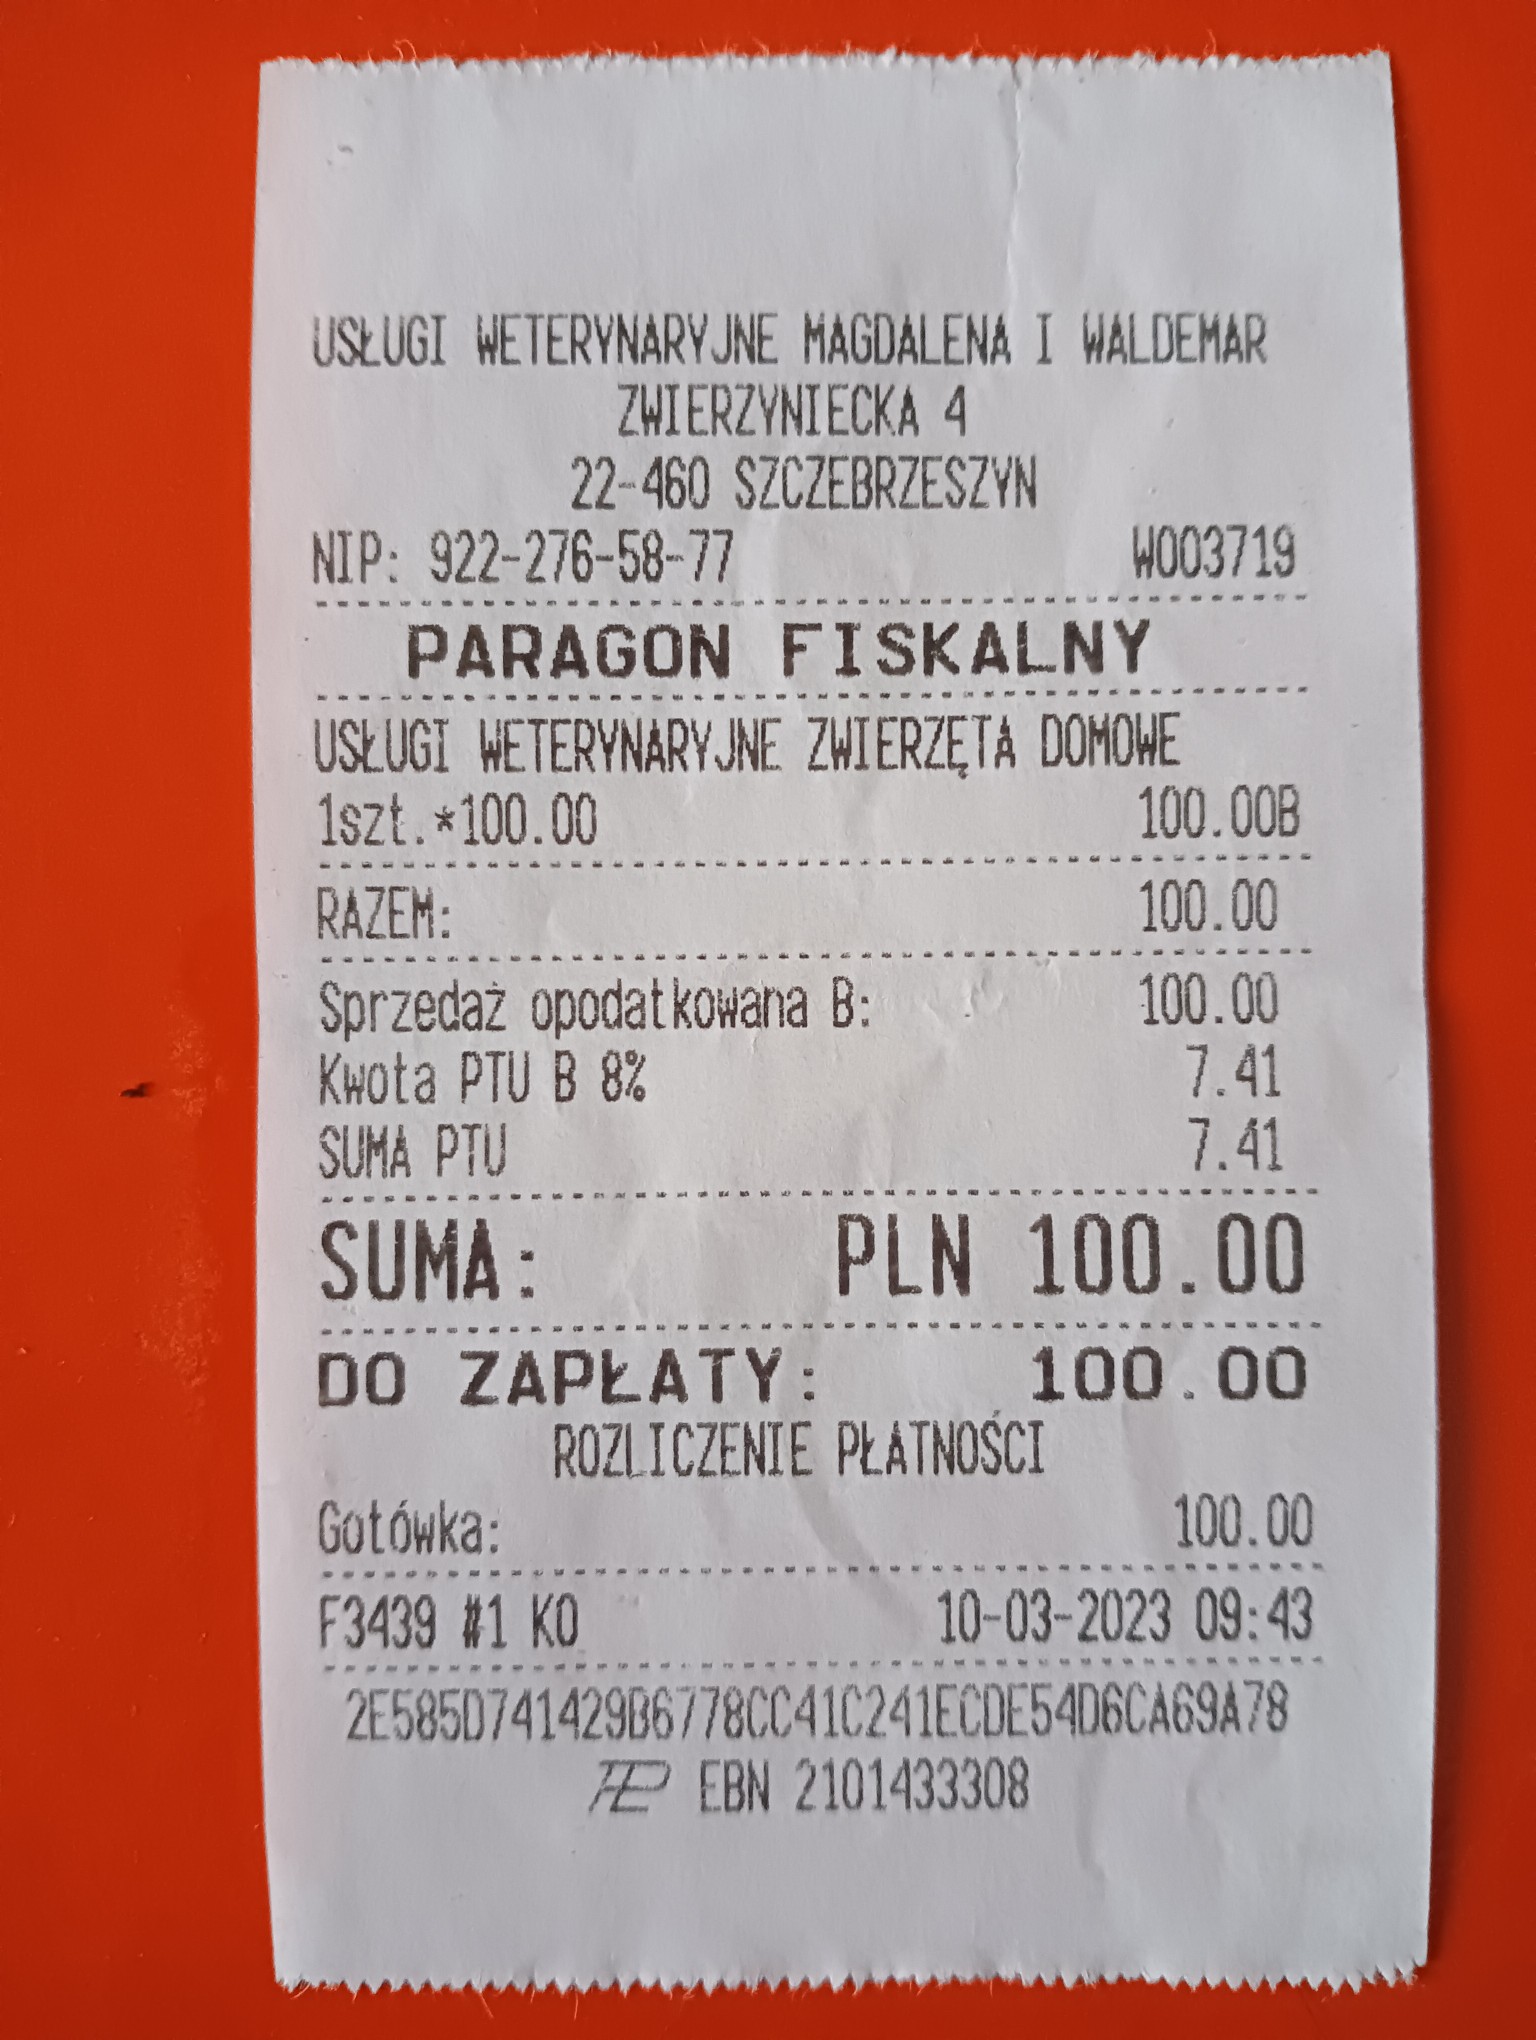 USŁUGI WETERYNARYJNE MAGDALENA I WALDEMAR
ZWIERZYNIECKA 4
22-460 SZCZEBRZESZYN
NIP: 922-276-58-77 W003719
PARAGON FISKALNY
USŁUGI WETERYNARYJNE ZWIERZĘTA DOMOWE
1szt.*100.00 100.00B
RAZEM: 100.00
Sprzedaż opodatkowana B: 100.00
Kwota PTU B 8% 7.41
SUMA PTU 7.41
SUMA: PLN 100.00
DO ZAPŁATY: 100.00
ROZLICZENIE PŁATNOŚCI
Gotówka: 100.00
F3439 #1 KO 10-03-2023 09:43
2E585D741429B6778CC41C241ECDE54D6CA69A78
EBN 2101433308